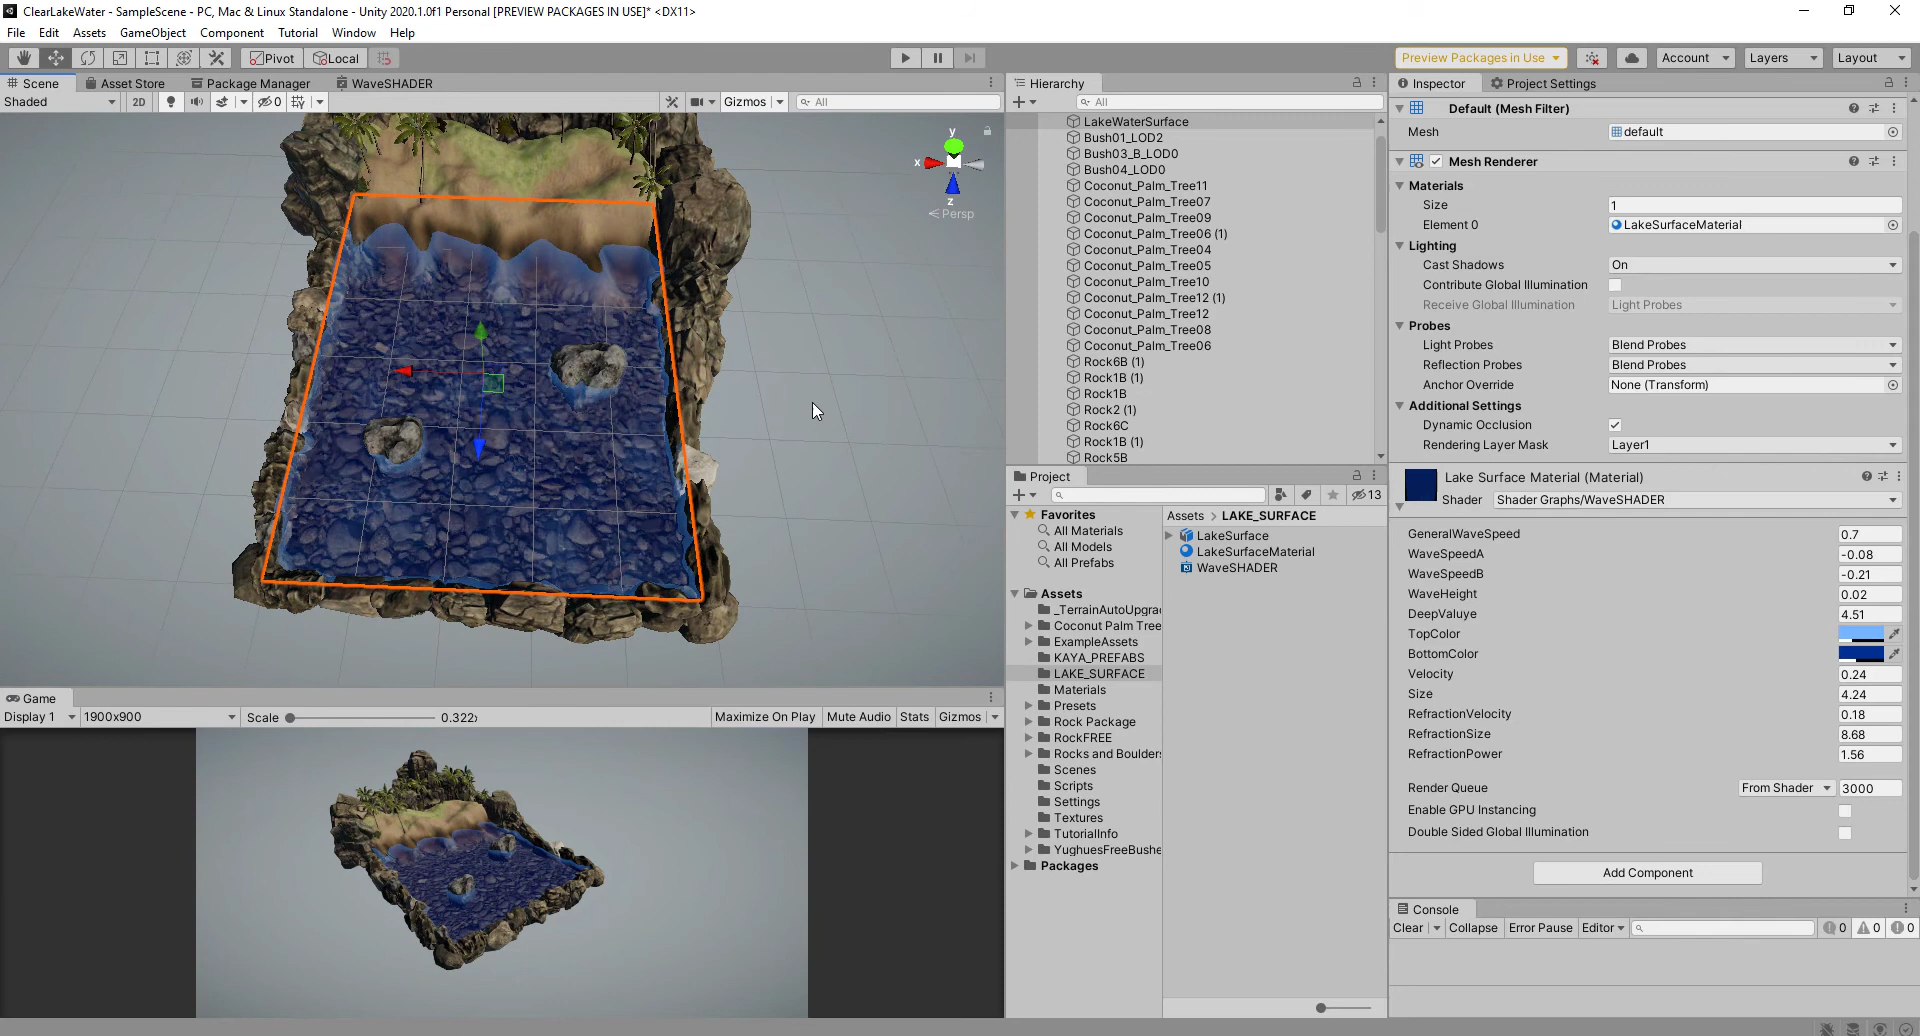 ClearLakeWater - SampleScene - PC, Mac & Linux Standalone - Unity 2020.1.0f1 Personal [PREVIEW PACKAGES IN USE]* <DX11>
File Edit Assets GameObject Component Tutorial Window Help
Pivot Local
Preview Packages in Use Account Layers Layout
Scene Asset Store Package Manager WaveSHADER
Shaded 2D 0 Gizmos All
y
x
z
Persp
Game
Display 1 1900x900 Scale 0.322x Maximize On Play Mute Audio Stats Gizmos
Hierarchy
All
LakeWaterSurface
Bush01_LOD2
Bush03_B_LOD0
Bush04_LOD0
Coconut_Palm_Tree11
Coconut_Palm_Tree07
Coconut_Palm_Tree09
Coconut_Palm_Tree06 (1)
Coconut_Palm_Tree04
Coconut_Palm_Tree05
Coconut_Palm_Tree10
Coconut_Palm_Tree12 (1)
Coconut_Palm_Tree12
Coconut_Palm_Tree08
Coconut_Palm_Tree06
Rock6B (1)
Rock1B (1)
Rock1B
Rock2 (1)
Rock6C
Rock1B (1)
Rock5B
Project
13
Favorites
All Materials
All Models
All Prefabs
Assets
_TerrainAutoUpgra
Coconut Palm Tree
ExampleAssets
KAYA_PREFABS
LAKE_SURFACE
Materials
Presets
Rock Package
RockFREE
Rocks and Boulder
Scenes
Scripts
Settings
Textures
TutorialInfo
YughuesFreeBushe
Packages
Assets > LAKE_SURFACE
LakeSurface
LakeSurfaceMaterial
WaveSHADER
Inspector Project Settings
Default (Mesh Filter)
Mesh default
Mesh Renderer
Materials
Size 1
Element 0 LakeSurfaceMaterial
Lighting
Cast Shadows On
Contribute Global Illumination
Receive Global Illumination Light Probes
Probes
Light Probes Blend Probes
Reflection Probes Blend Probes
Anchor Override None (Transform)
Additional Settings
Dynamic Occlusion
Rendering Layer Mask Layer1
Lake Surface Material (Material)
Shader Shader Graphs/WaveSHADER
GeneralWaveSpeed 0.7
WaveSpeedA -0.08
WaveSpeedB -0.21
WaveHeight 0.02
DeepValuye 4.51
TopColor
BottomColor
Velocity 0.24
Size 4.24
RefractionVelocity 0.18
RefractionSize 8.68
RefractionPower 1.56
Render Queue From Shader 3000
Enable GPU Instancing
Double Sided Global Illumination
Add Component
Console
Clear Collapse Error Pause Editor 0 0 0